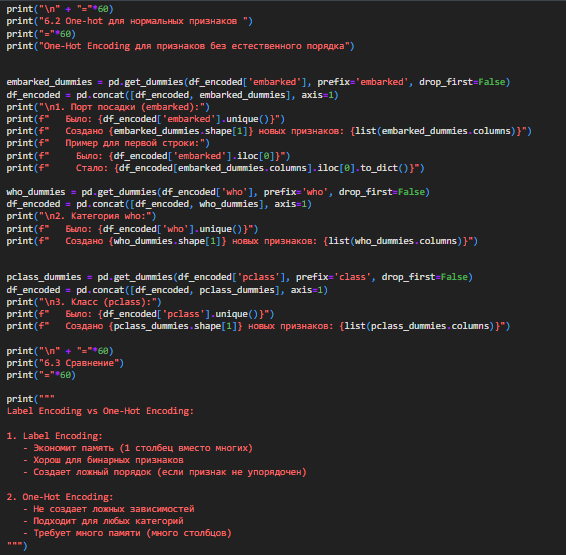 print("\n" + "="*60)
print("6.2 One-hot для нормальных признаков ")
print("="*60)
print("One-Hot Encoding для признаков без естественного порядка")
embarked_dummies = pd.get_dummies(df_encoded['embarked'], prefix='embarked', drop_first=False)
df_encoded = pd.concat([df_encoded, embarked_dummies], axis=1)
print("\n1. Порт посадки (embarked):")
print(f"   Было: {df_encoded['embarked'].unique()}")
print(f"   Создано {embarked_dummies.shape[1]} новых признаков: {list(embarked_dummies.columns)}")
print(f"   Пример для первой строки:")
print(f"     Было: {df_encoded['embarked'].iloc[0]}")
print(f"     Стало: {df_encoded[embarked_dummies.columns].iloc[0].to_dict()}")
who_dummies = pd.get_dummies(df_encoded['who'], prefix='who', drop_first=False)
df_encoded = pd.concat([df_encoded, who_dummies], axis=1)
print("\n2. Категория who:")
print(f"   Было: {df_encoded['who'].unique()}")
print(f"   Создано {who_dummies.shape[1]} новых признаков: {list(who_dummies.columns)}")
pclass_dummies = pd.get_dummies(df_encoded['pclass'], prefix='class', drop_first=False)
df_encoded = pd.concat([df_encoded, pclass_dummies], axis=1)
print("\n3. Класс (pclass):")
print(f"   Было: {df_encoded['pclass'].unique()}")
print(f"   Создано {pclass_dummies.shape[1]} новых признаков: {list(pclass_dummies.columns)}")
print("\n" + "="*60)
print("6.3 Сравнение")
print("="*60)
print("""
Label Encoding vs One-Hot Encoding:
1. Label Encoding:
   - Экономит память (1 столбец вместо многих)
   - Хорош для бинарных признаков
   - Создает ложный порядок (если признак не упорядочен)
2. One-Hot Encoding:
   - Не создает ложных зависимостей
   - Подходит для любых категорий
   - Требует много памяти (много столбцов)
""")